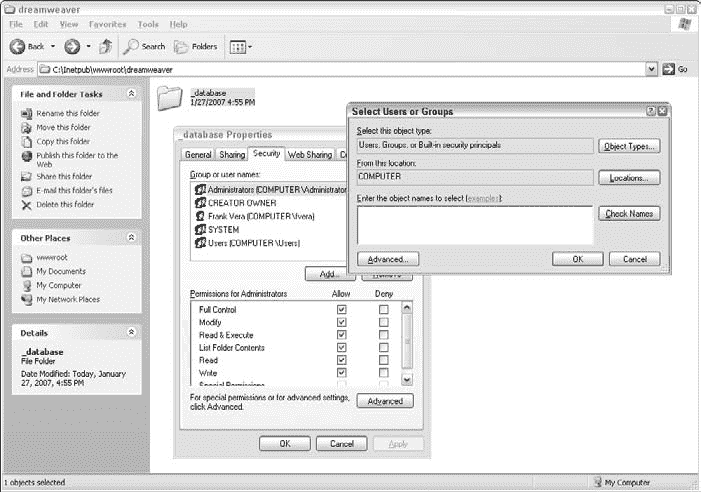 dreamweaver
File Edit View Favorites Tools Help
Back Search Folders
Address C:\Inetpub\wwwroot\dreamweaver Go
File and Folder Tasks
Rename this folder
Move this folder
Copy this folder
Publish this folder to the
Web
Share this folder
E-mail this folder's files
Delete this folder
Other Places
wwwroot
My Documents
My Computer
My Network Places
Details
_database
File Folder
Date Modified: Today, January
27, 2007, 4:55 PM
_database
1/27/2007 4:55 PM
_database Properties
General Sharing Security Web Sharing
Group or user names:
Administrators (COMPUTER\Administrator
CREATOR OWNER
Frank Vera (COMPUTER\fvera)
SYSTEM
Users (COMPUTER\Users)
Add... Remove
Permissions for Administrators Allow Deny
Full Control
Modify
Read & Execute
List Folder Contents
Read
Write
Special Permissions
For special permissions or for advanced settings,
click Advanced.
Advanced
OK Cancel Apply
Select Users or Groups
Select this object type:
Users, Groups, or Built-in security principals Object Types...
From this location:
COMPUTER Locations...
Enter the object names to select (examples):
Check Names
Advanced... OK Cancel
1 objects selected My Computer